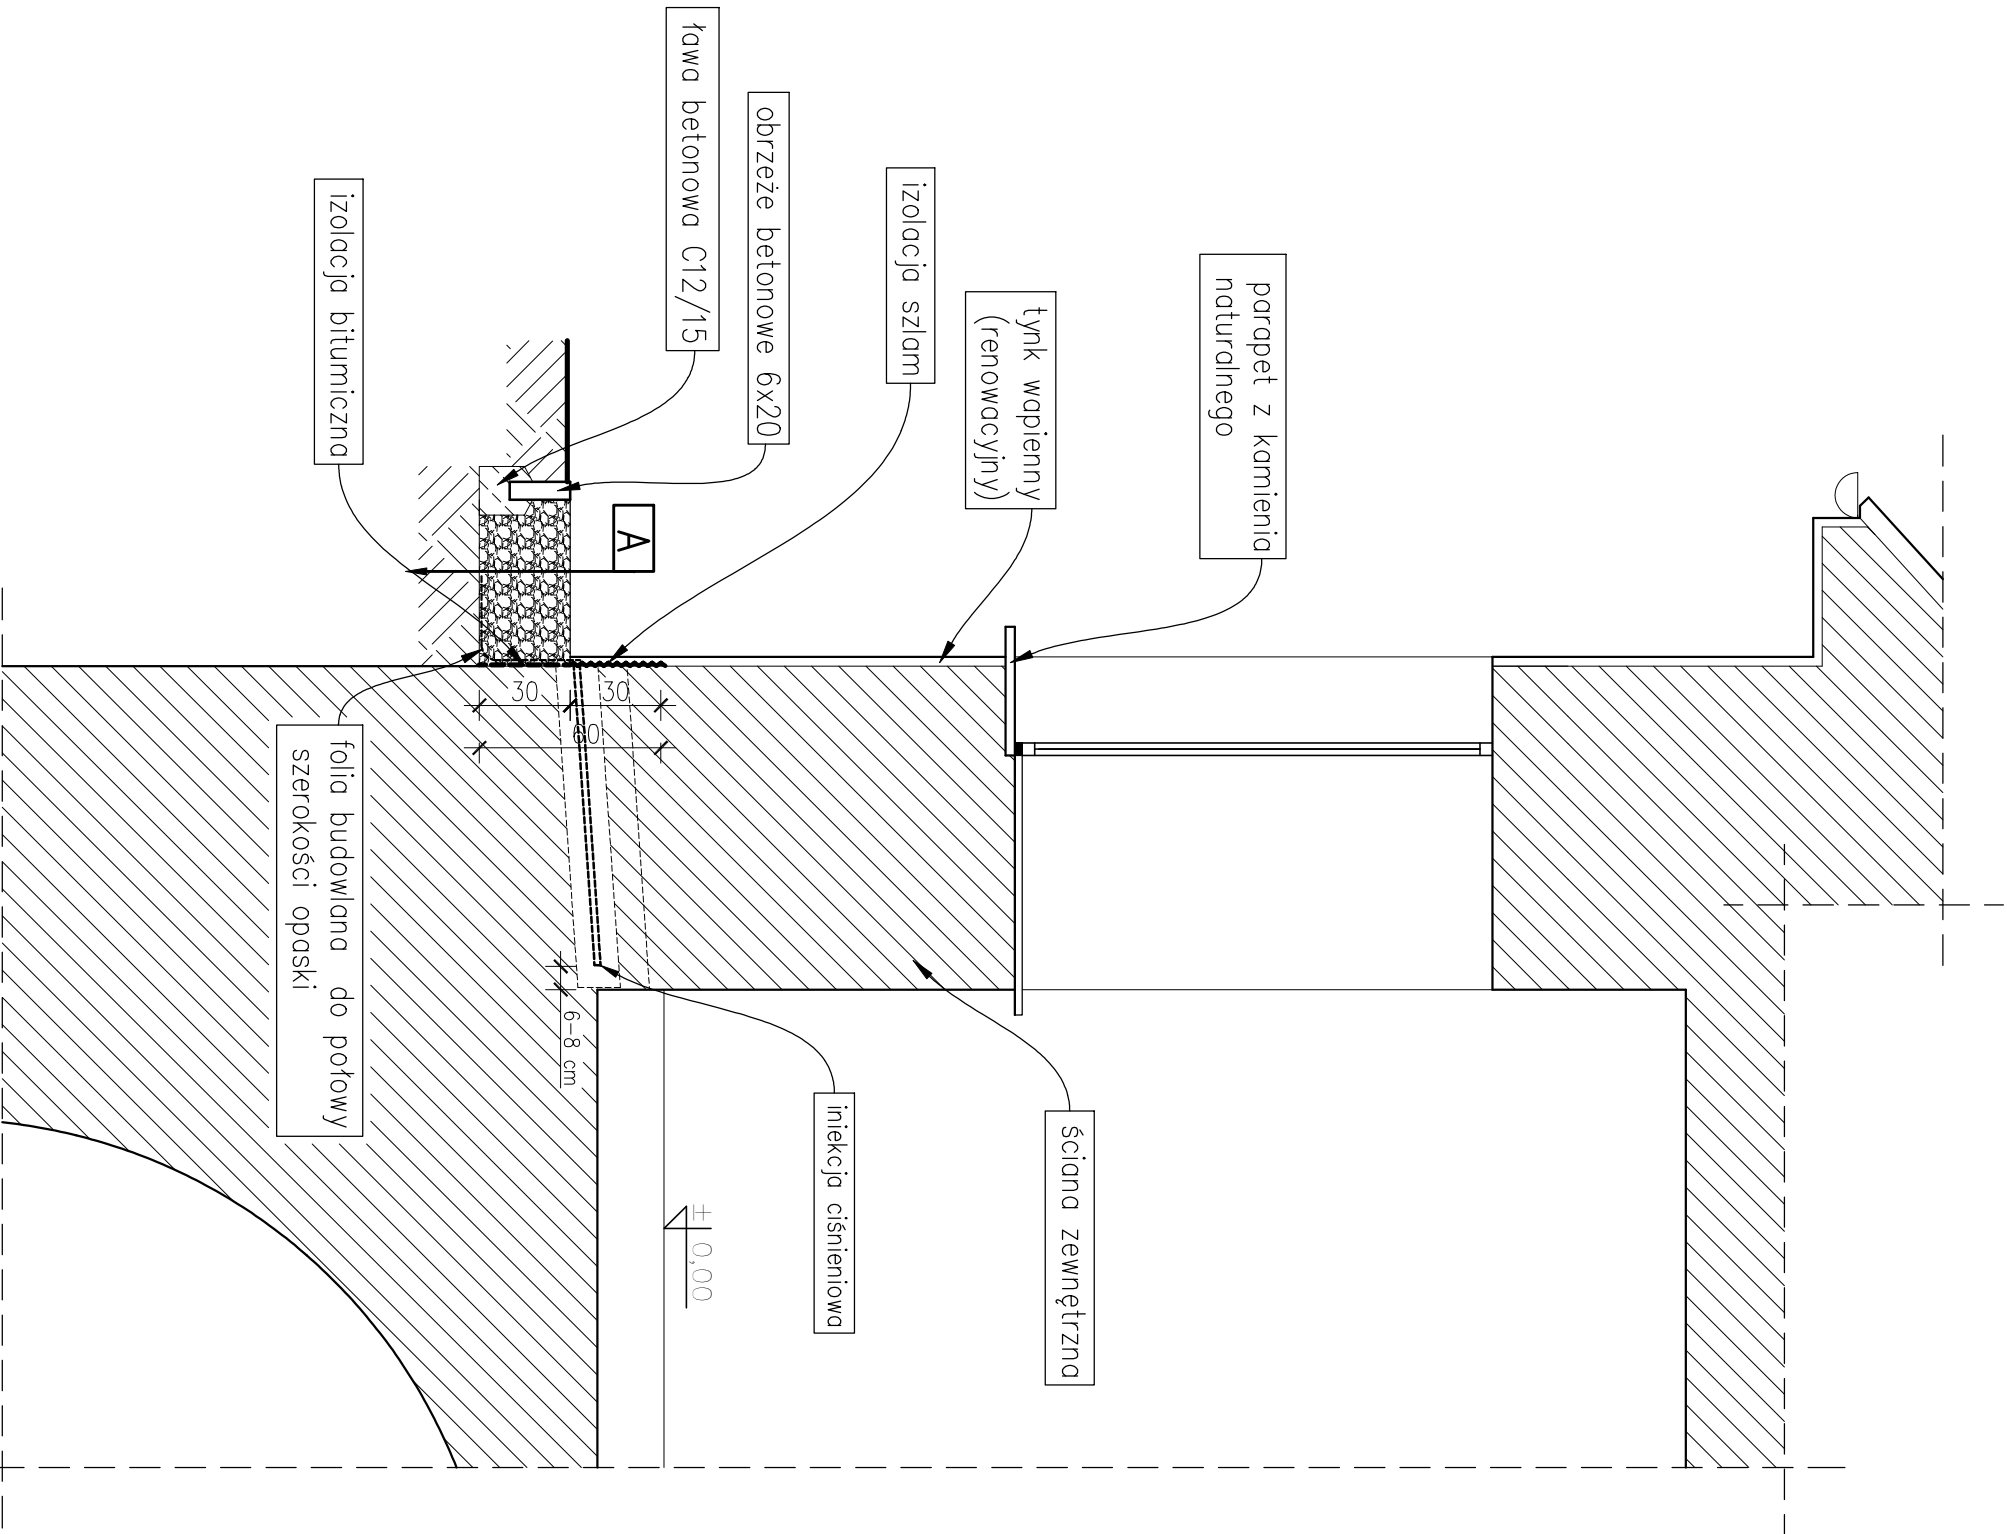 parapet z kamienia
naturalnego
tynk wapienny
(renowacyjny)
izolacja szlam
obrzeże betonowe 6x20
ława betonowa C12/15
izolacja bitumiczna
A
30
30
60
6-8 cm
ściana zewnętrzna
iniekcja ciśnieniowa
± 0,00
folia budowlana do połowy
szerokości opaski